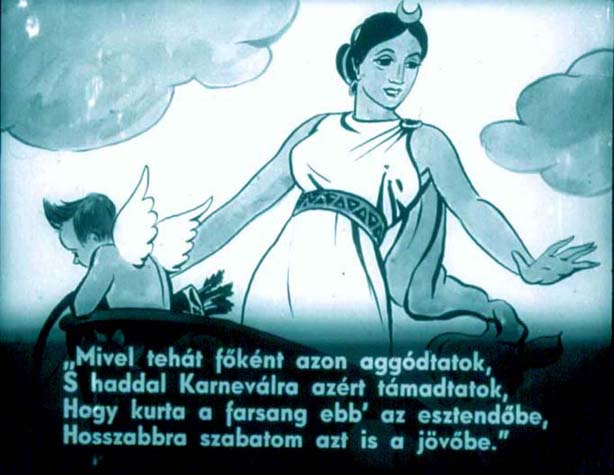 „Mivel tehát főként azon aggódtatok,
S haddal Karneválra azért támadtatok,
Hogy kurta a farsang ebb' az esztendőbe,
Hosszabbra szabatom azt is a jövőbe."